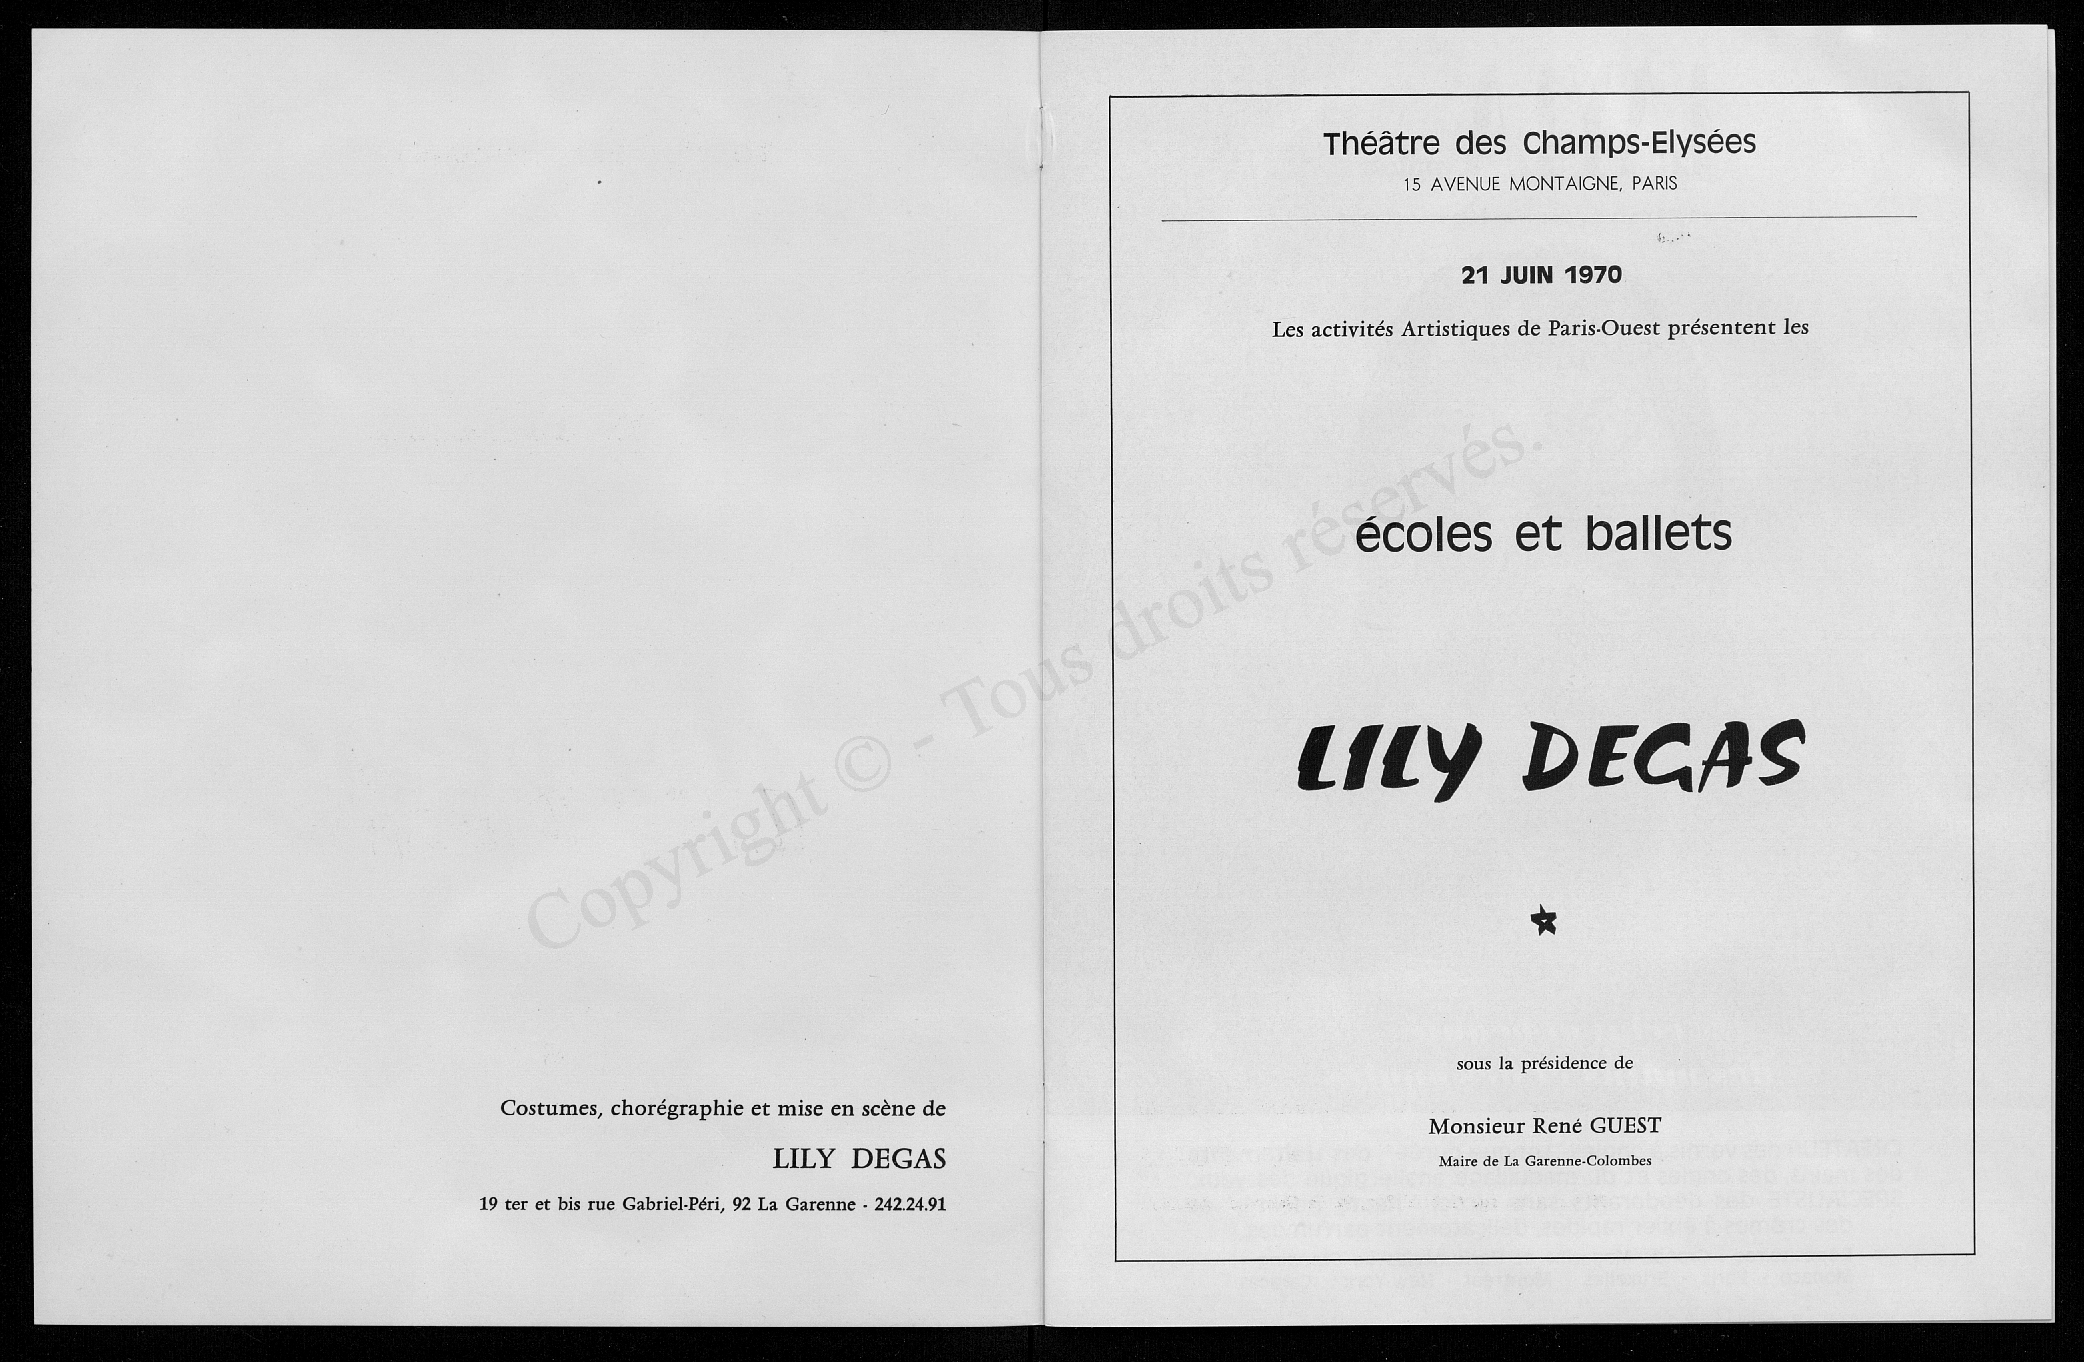 Costumes, chorégraphie et mise en scène de
LILY DEGAS
19 ter et bis rue Gabriel-Péri, 92 La Garenne - 242.24.91
Théâtre des Champs-Elysées
15 AVENUE MONTAIGNE, PARIS
21 JUIN 1970
Les activités Artistiques de Paris-Ouest présentent les
écoles et ballets
LILY DEGAS
sous la présidence de
Monsieur René GUEST
Maire de La Garenne-Colombes
Copyright © - Tous droits réservés.